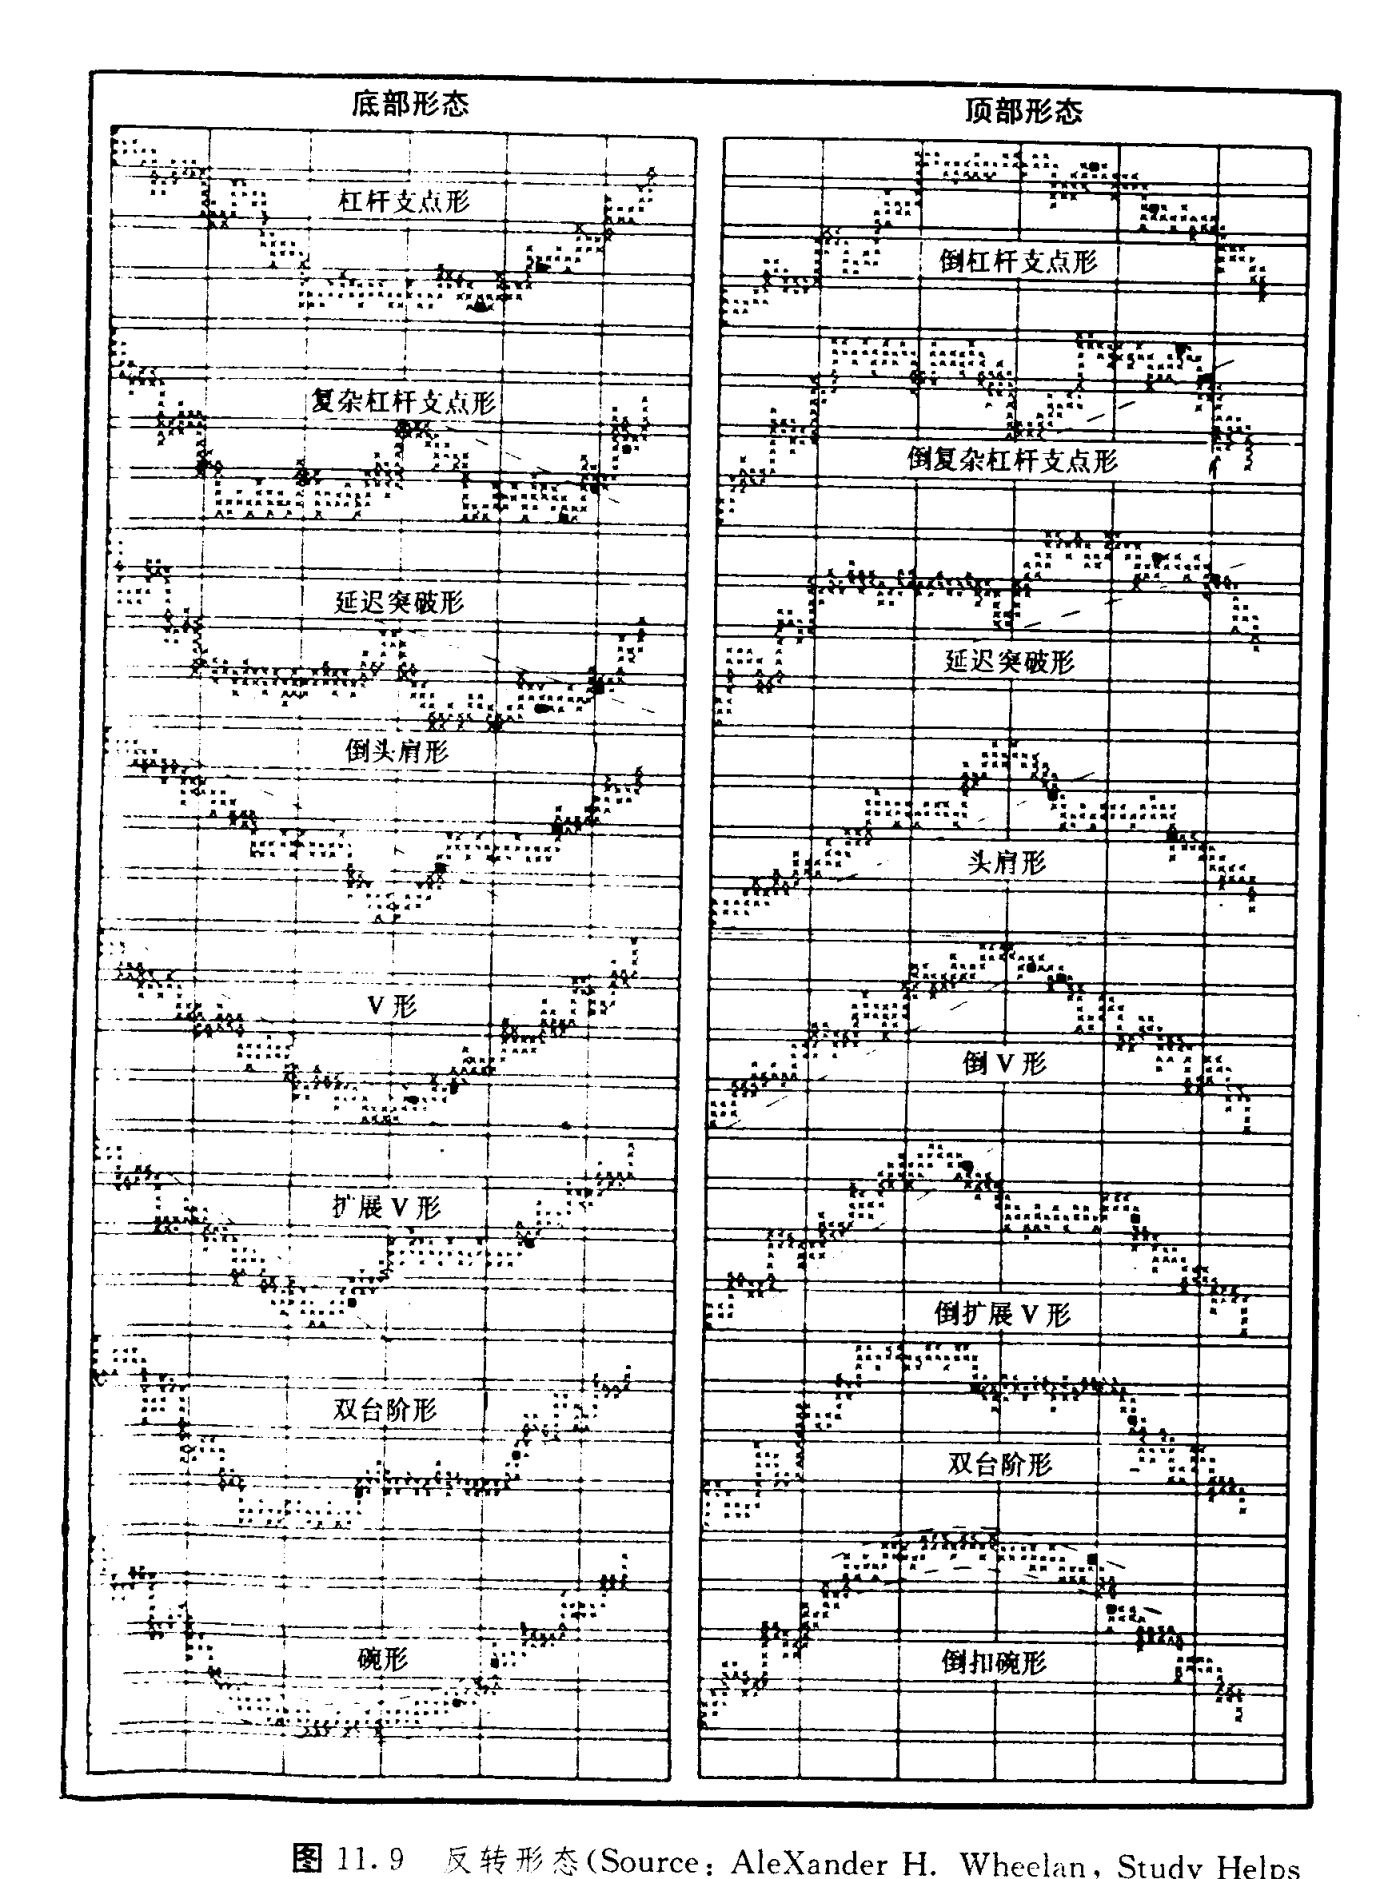 底部形态
杠杆支点形
复杂杠杆支点形
延迟突破形
倒头肩形
V 形
扩展 V 形
双台阶形
碗形
顶部形态
倒杠杆支点形
倒复杂杠杆支点形
延迟突破形
头肩形
倒 V 形
倒扩展 V 形
双台阶形
倒扣碗形
图 11.9 反转形态(Source: AleXander H. Wheelan, Study Helps